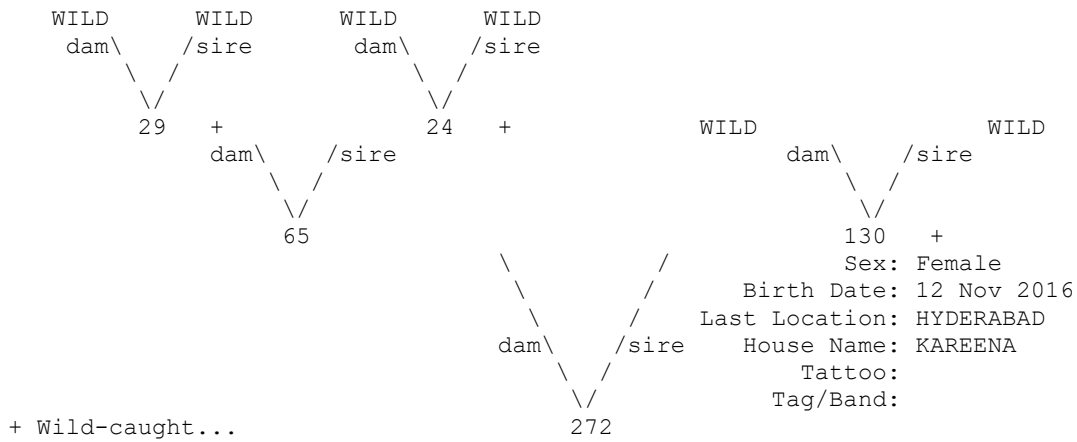 WILD WILD WILD WILD
dam\ /sire dam\ /sire
\ / \ /
\/ \/
29 + 24 + WILD WILD
dam\ /sire dam\ /sire
\ / \ /
\/ \/
65 130 +
\ / Sex: Female
\ / Birth Date: 12 Nov 2016
\ / Last Location: HYDERABAD
dam\ /sire House Name: KAREENA
\ / Tattoo:
\/ Tag/Band:
+ Wild-caught... 272